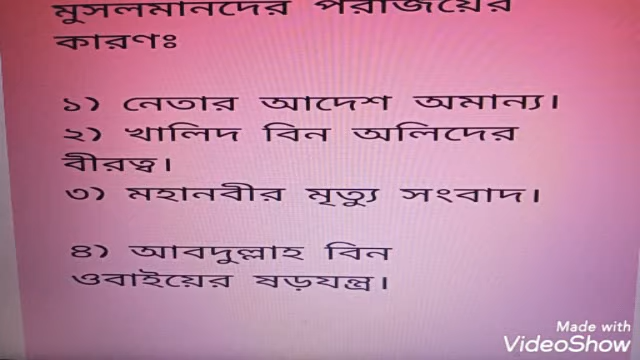 মুসলমানদের পরাজয়ের
কারণঃ
১) নেতার আদেশ অমান্য।
২) খালিদ বিন অলিদের
বীরত্ব।
৩) মহানবীর মৃত্যু সংবাদ।
৪) আবদুল্লাহ বিন
ওবাইয়ের ষড়যন্ত্র।
Made with
VideoShow